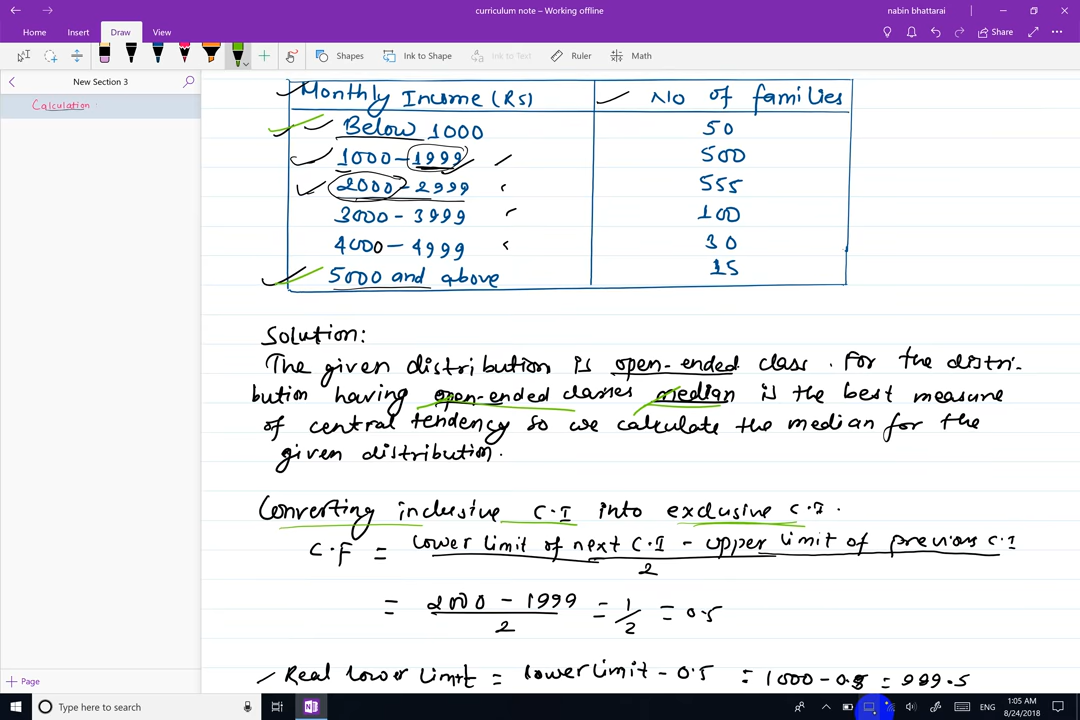 curriculum note – Working offline
nabin bhattarai
Home Insert Draw View
Share
Shapes Ink to Shape Ink to Text Ruler Math
New Section 3
Calculation
Monthly Income (Rs) No of families
Below 1000 50
1000 - 1999 500
2000 - 2999 555
3000 - 3999 100
4000 - 4999 30
5000 and above 15
Solution:
The given distribution is open-ended class. For the distri-
bution having open-ended classes median is the best measure
of central tendency so we calculate the median for the
given distribution.
Converting inclusive C.I into exclusive C.I.
C.F = lower limit of next C.I - upper limit of previous C.I
2
= 2000 - 1999 = 1/2 = 0.5
2
Real lower limit = lower limit - 0.5 = 1000 - 0.5 = 999.5
Page
Type here to search
ENG
1:05 AM
8/24/2018